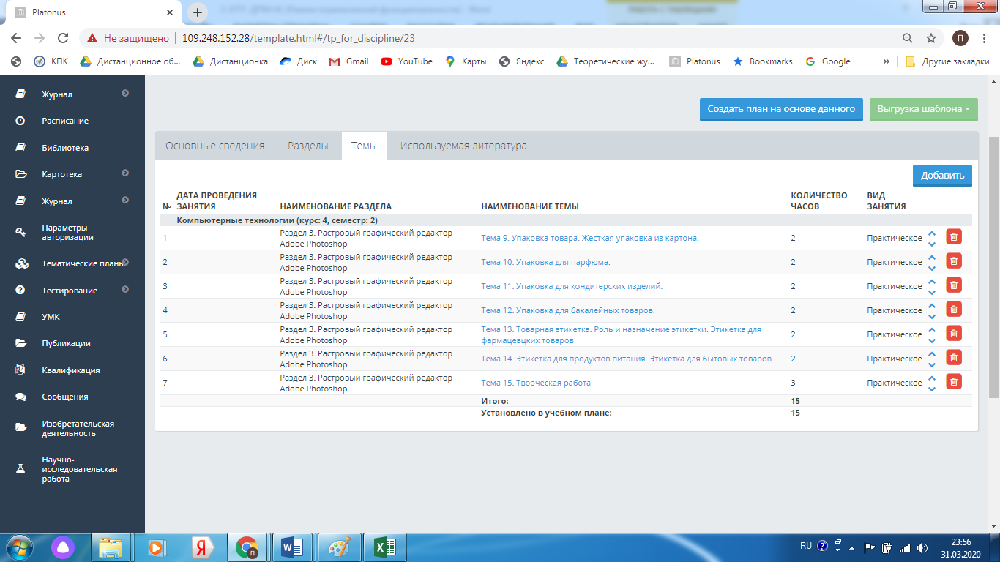 Platonus
Не защищено 109.248.152.28/template.html#/tp_for_discipline/23
П
КПК Дистанционное об... Дистанционка Диск Gmail YouTube Карты Яндекс Теоретические жу... Platonus Bookmarks Google » Другие закладки
Журнал
Расписание
Библиотека
Картотека
Журнал
Параметры
авторизации
Тематические планы
Тестирование
УМК
Публикации
Квалификация
Сообщения
Изобретательская
деятельность
Научно-
исследовательская
работа
Создать план на основе данного Выгрузка шаблона
Основные сведения Разделы Темы Используемая литература
Добавить
№ ДАТА ПРОВЕДЕНИЯ ЗАНЯТИЯ НАИМЕНОВАНИЕ РАЗДЕЛА НАИМЕНОВАНИЕ ТЕМЫ КОЛИЧЕСТВО ЧАСОВ ВИД ЗАНЯТИЯ
Компьютерные технологии (курс: 4, семестр: 2)
1 Раздел 3. Растровый графический редактор Adobe Photoshop Тема 9. Упаковка товара. Жесткая упаковка из картона. 2 Практическое
2 Раздел 3. Растровый графический редактор Adobe Photoshop Тема 10. Упаковка для парфюма. 2 Практическое
3 Раздел 3. Растровый графический редактор Adobe Photoshop Тема 11. Упаковка для кондитерских изделий. 2 Практическое
4 Раздел 3. Растровый графический редактор Adobe Photoshop Тема 12. Упаковка для бакалейных товаров. 2 Практическое
5 Раздел 3. Растровый графический редактор Adobe Photoshop Тема 13. Товарная этикетка. Роль и назначение этикетки. Этикетка для фармацевцких товаров 2 Практическое
6 Раздел 3. Растровый графический редактор Adobe Photoshop Тема 14. Этикетка для продуктов питания. Этикетка для бытовых товаров. 2 Практическое
7 Раздел 3. Растровый графический редактор Adobe Photoshop Тема 15. Творческая работа 3 Практическое
Итого: 15
Установлено в учебном плане: 15
RU
23:56
31.03.2020